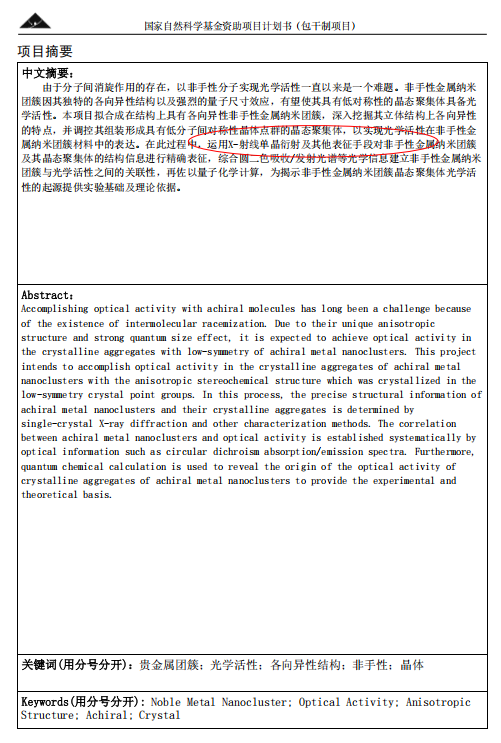 国家自然科学基金资助项目计划书（包干制项目）
项目摘要
中文摘要：
由于分子间消旋作用的存在，以非手性分子实现光学活性一直以来是一个难题。非手性金属纳米
团簇因其独特的各向异性结构以及强烈的量子尺寸效应，有望使其具有低对称性的晶态聚集体具备光
学活性。本项目拟合成在结构上具有各向异性非手性金属纳米团簇，深入挖掘其立体结构上各向异性
的特点，并调控其组装形成具有低分子间对称性晶体点群的晶态聚集体，以实现光学活性在非手性金
属纳米团簇材料中的表达。在此过程中，运用X-射线单晶衍射及其他表征手段对非手性金属纳米团簇
及其晶态聚集体的结构信息进行精确表征，综合圆二色吸收/发射光谱等光学信息建立非手性金属纳米
团簇与光学活性之间的关联性，再佐以量子化学计算，为揭示非手性金属纳米团簇晶态聚集体光学活
性的起源提供实验基础及理论依据。
Abstract：
Accomplishing optical activity with achiral molecules has long been a challenge because
of the existence of intermolecular racemization. Due to their unique anisotropic
structure and strong quantum size effect, it is expected to achieve optical activity in
the crystalline aggregates with low-symmetry of achiral metal nanoclusters. This project
intends to accomplish optical activity in the crystalline aggregates of achiral metal
nanoclusters with the anisotropic stereochemical structure which was crystallized in the
low-symmetry crystal point groups. In this process, the precise structural information of
achiral metal nanoclusters and their crystalline aggregates is determined by
single-crystal X-ray diffraction and other characterization methods. The correlation
between achiral metal nanoclusters and optical activity is established systematically by
optical information such as circular dichroism absorption/emission spectra. Furthermore,
quantum chemical calculation is used to reveal the origin of the optical activity of
crystalline aggregates of achiral metal nanoclusters to provide the experimental and
theoretical basis.
关键词(用分号分开)：贵金属团簇；光学活性；各向异性结构；非手性；晶体
Keywords(用分号分开)：Noble Metal Nanocluster; Optical Activity; Anisotropic
Structure; Achiral; Crystal